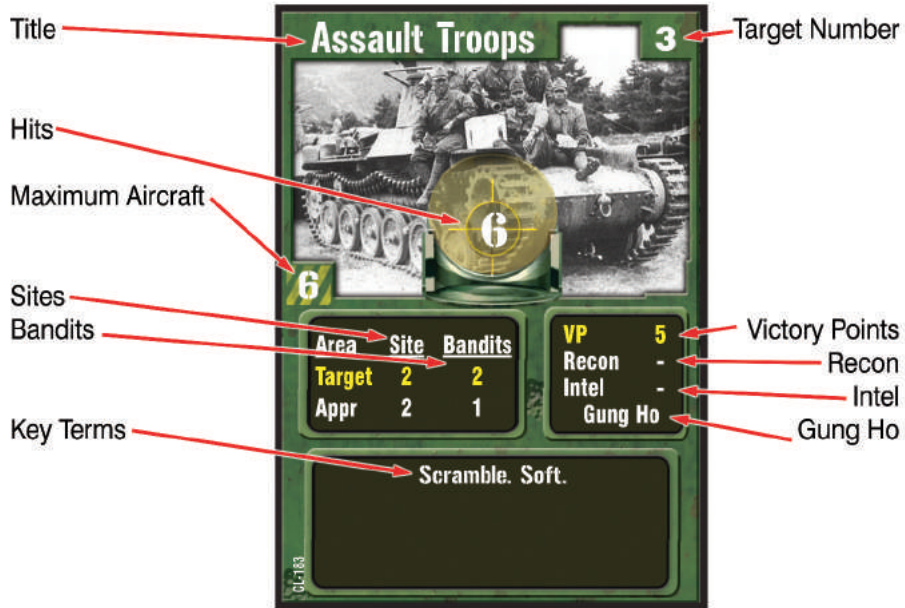 Title
Assault Troops
3
Target Number
Hits
Maximum Aircraft
6
6
Sites
Bandits
Area Site Bandits
Target 2 2
Appr 2 1
VP 5
Recon -
Intel -
Gung Ho
Victory Points
Recon
Intel
Gung Ho
Key Terms
Scramble. Soft.
CL-183